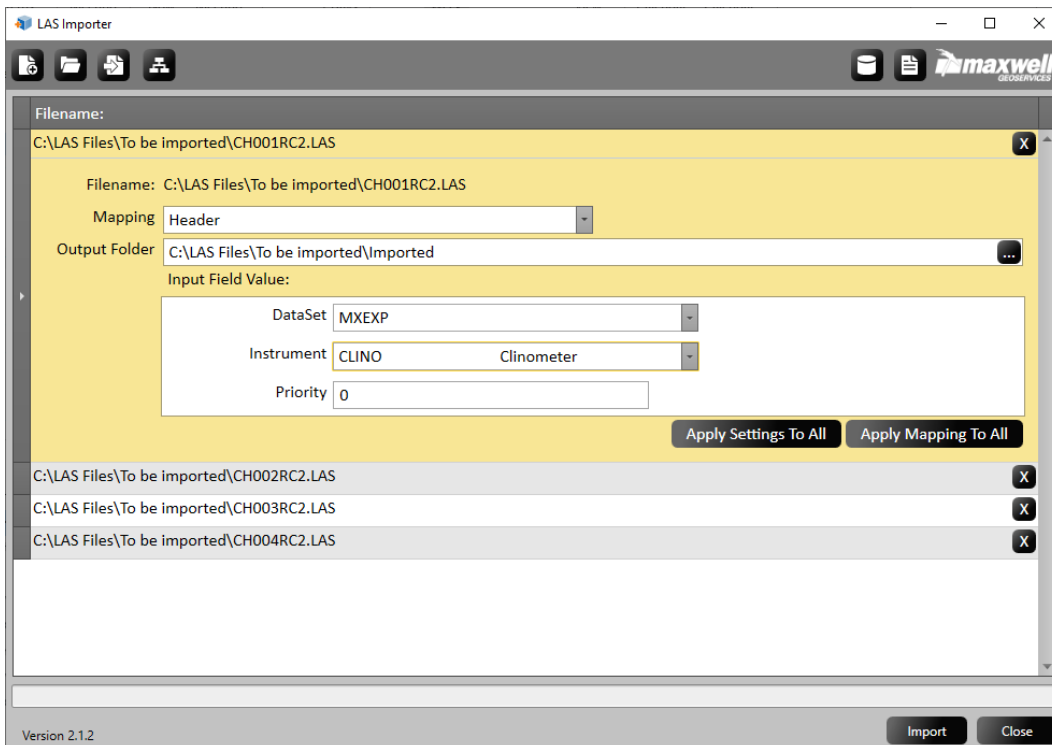 LAS Importer
maxwell
GEOSERVICES
Filename:
C:\LAS Files\To be imported\CH001RC2.LAS
X
Filename: C:\LAS Files\To be imported\CH001RC2.LAS
Mapping Header
Output Folder C:\LAS Files\To be imported\Imported ...
Input Field Value:
DataSet MXEXP
Instrument CLINO Clinometer
Priority 0
Apply Settings To All Apply Mapping To All
C:\LAS Files\To be imported\CH002RC2.LAS X
C:\LAS Files\To be imported\CH003RC2.LAS X
C:\LAS Files\To be imported\CH004RC2.LAS X
Version 2.1.2 Import Close